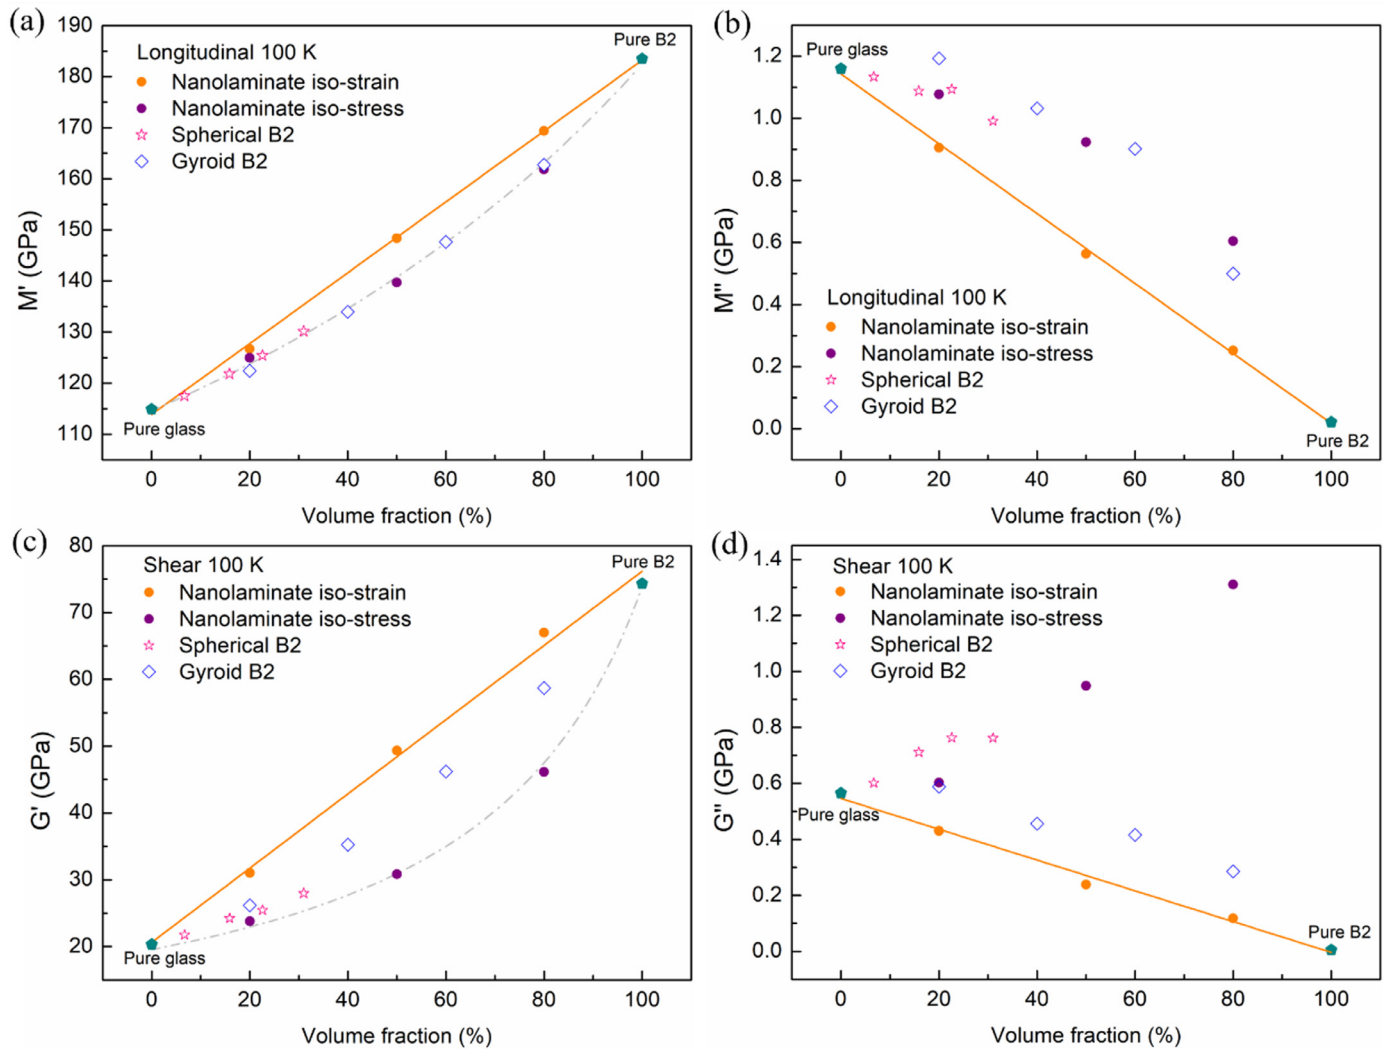 (a)
190
180
170
160
150
140
130
120
110
M' (GPa)
Longitudinal 100 K
Nanolaminate iso-strain
Nanolaminate iso-stress
Spherical B2
Gyroid B2
Pure B2
Pure glass
0 20 40 60 80 100
Volume fraction (%)
(b)
1.2
1.0
0.8
0.6
0.4
0.2
0.0
M'' (GPa)
Pure glass
Longitudinal 100 K
Nanolaminate iso-strain
Nanolaminate iso-stress
Spherical B2
Gyroid B2
Pure B2
0 20 40 60 80 100
Volume fraction (%)
(c)
80
70
60
50
40
30
20
G' (GPa)
Shear 100 K
Nanolaminate iso-strain
Nanolaminate iso-stress
Spherical B2
Gyroid B2
Pure B2
Pure glass
0 20 40 60 80 100
Volume fraction (%)
(d)
1.4
1.2
1.0
0.8
0.6
0.4
0.2
0.0
G'' (GPa)
Shear 100 K
Nanolaminate iso-strain
Nanolaminate iso-stress
Spherical B2
Gyroid B2
Pure glass
Pure B2
0 20 40 60 80 100
Volume fraction (%)